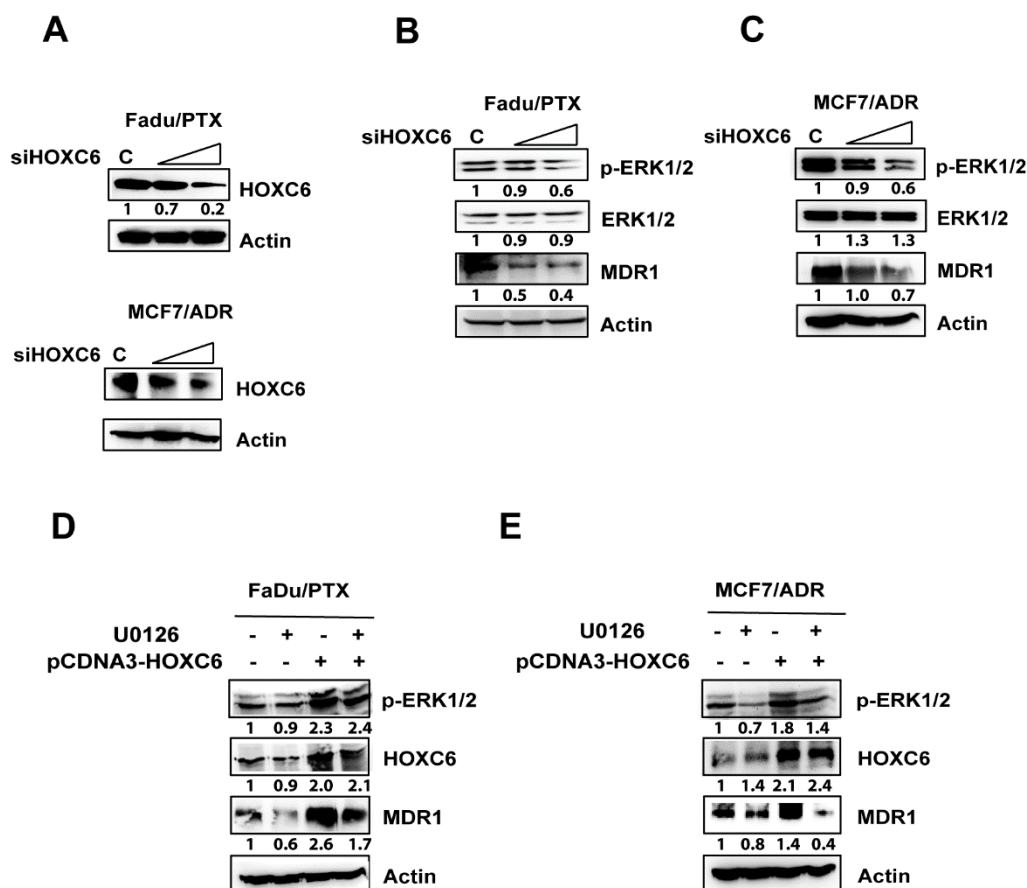 A
Fadu/PTX
siHOXC6 C
HOXC6
1 0.7 0.2
Actin
MCF7/ADR
siHOXC6 C
HOXC6
Actin
B
Fadu/PTX
siHOXC6 C
p-ERK1/2
1 0.9 0.6
ERK1/2
1 0.9 0.9
MDR1
1 0.5 0.4
Actin
C
MCF7/ADR
siHOXC6 C
p-ERK1/2
1 0.9 0.6
ERK1/2
1 1.3 1.3
MDR1
1 1.0 0.7
Actin
D
FaDu/PTX
U0126 - + - +
pCDNA3-HOXC6 - - + +
p-ERK1/2
1 0.9 2.3 2.4
HOXC6
1 0.9 2.0 2.1
MDR1
1 0.6 2.6 1.7
Actin
E
MCF7/ADR
U0126 - + - +
pCDNA3-HOXC6 - - + +
p-ERK1/2
1 0.7 1.8 1.4
HOXC6
1 1.4 2.1 2.4
MDR1
1 0.8 1.4 0.4
Actin